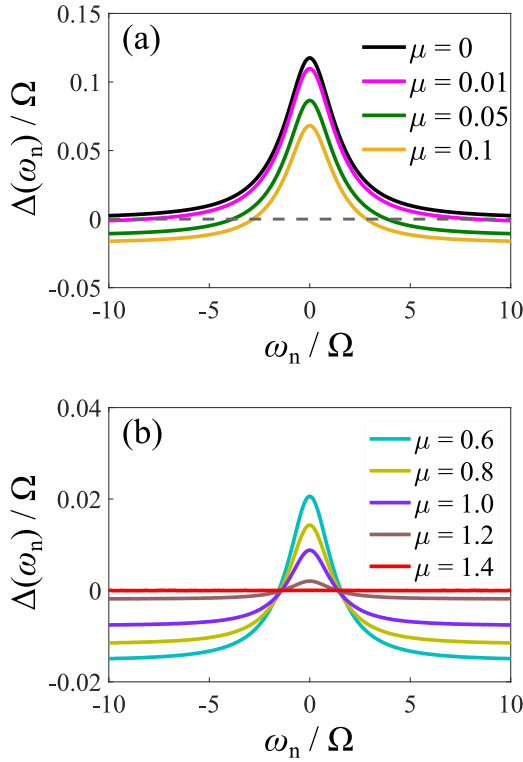 (a)
μ = 0
μ = 0.01
μ = 0.05
μ = 0.1
0.15
0.10
0.05
0
-0.05
Δ(ωn) / Ω
-10 -5 0 5 10
ωn / Ω
(b)
μ = 0.6
μ = 0.8
μ = 1.0
μ = 1.2
μ = 1.4
0.04
0.02
0
-0.02
Δ(ωn) / Ω
-10 -5 0 5 10
ωn / Ω